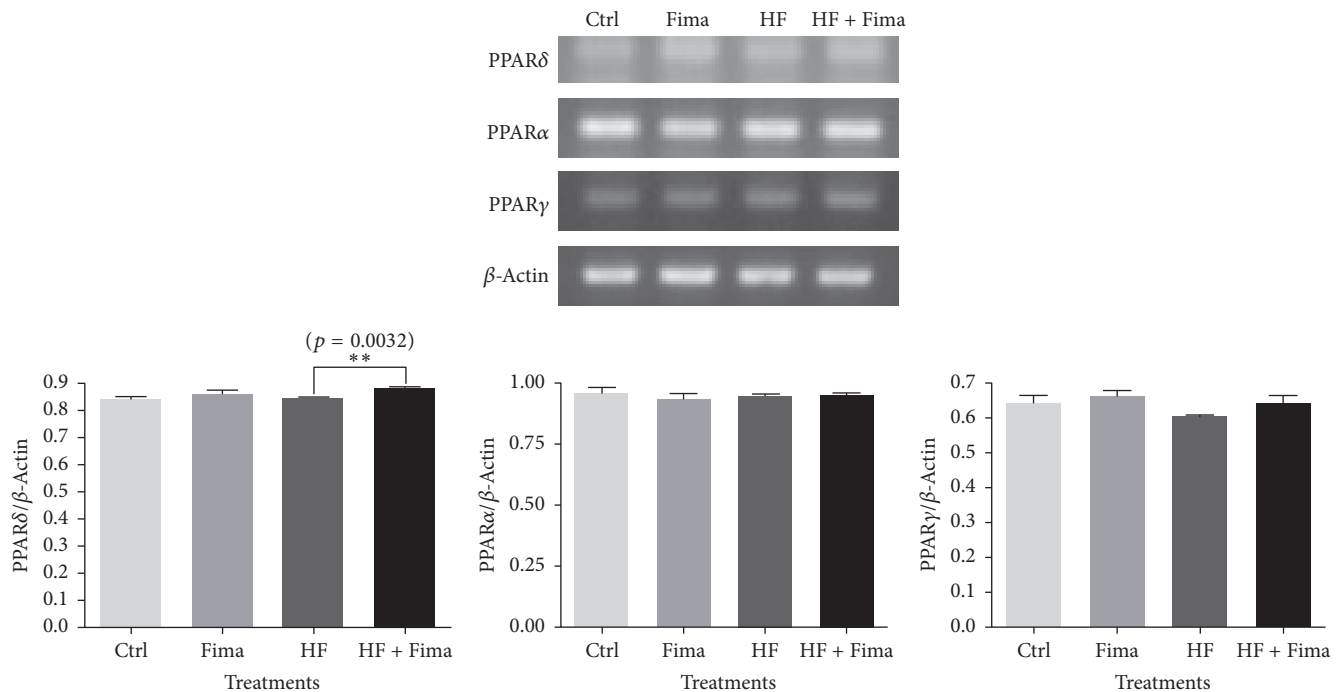 Ctrl Fima HF HF + Fima
PPARδ
PPARα
PPARγ
β-Actin
(p = 0.0032)
**
0.9
0.8
0.7
0.6
0.5
0.4
0.3
0.2
0.1
0.0
PPARδ/β-Actin
Ctrl Fima HF HF + Fima
Treatments
1.00
0.75
0.50
0.25
0.00
PPARα/β-Actin
Ctrl Fima HF HF + Fima
Treatments
0.7
0.6
0.5
0.4
0.3
0.2
0.1
0.0
PPARγ/β-Actin
Ctrl Fima HF HF + Fima
Treatments